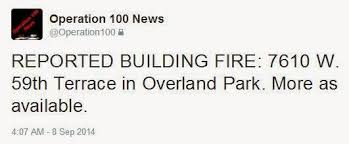 Operation 100 News
@Operation100
REPORTED BUILDING FIRE: 7610 W.
59th Terrace in Overland Park. More as
available.
4:07 AM - 8 Sep 2014